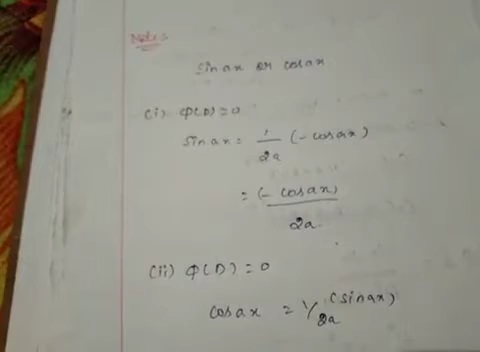 Notes
sin ax or cos ax
(i) Φ(D)=0
sin ax = 1/2a (- cos ax)
= (- cos ax)/2a
(ii) Φ(D)=0
cos ax = 1/2a (sin ax)